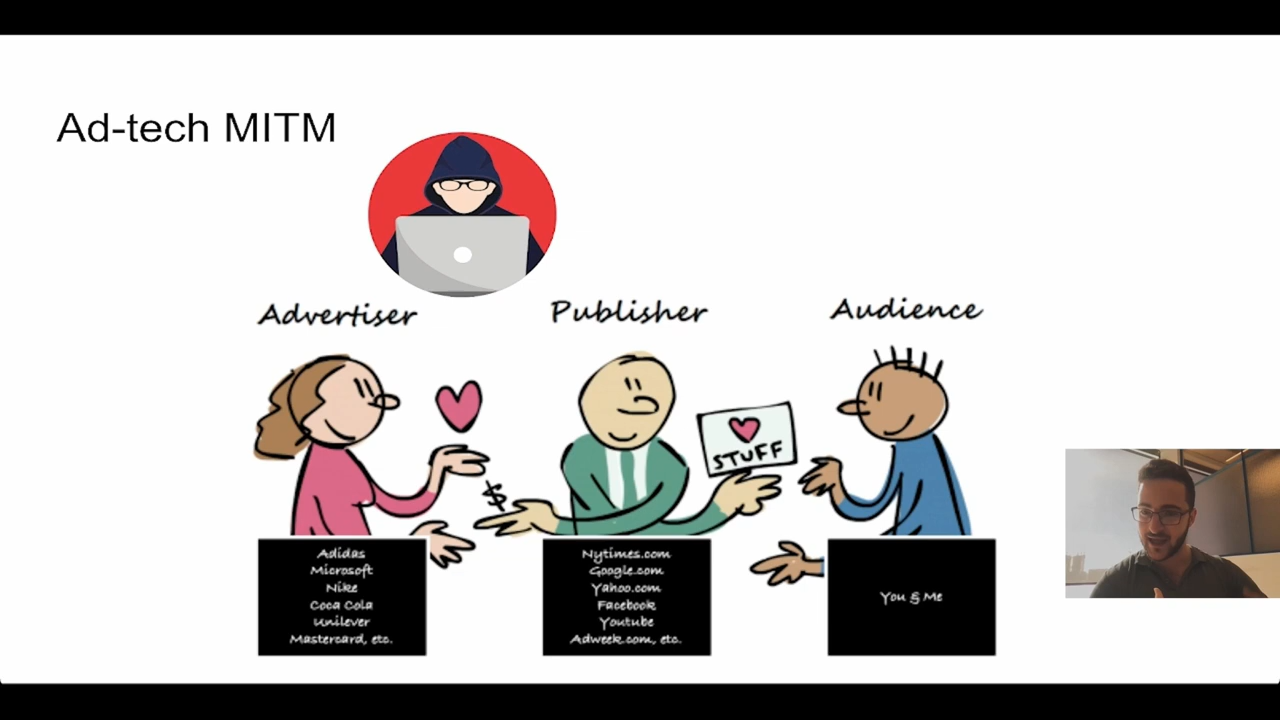 Ad-tech MITM
Advertiser
Publisher
Audience
$
STUFF
Adidas
Microsoft
Nike
Coca Cola
Unilever
Mastercard, etc.
Nytimes.com
Google.com
Yahoo.com
Facebook
Youtube
Adweek.com, etc.
You & Me